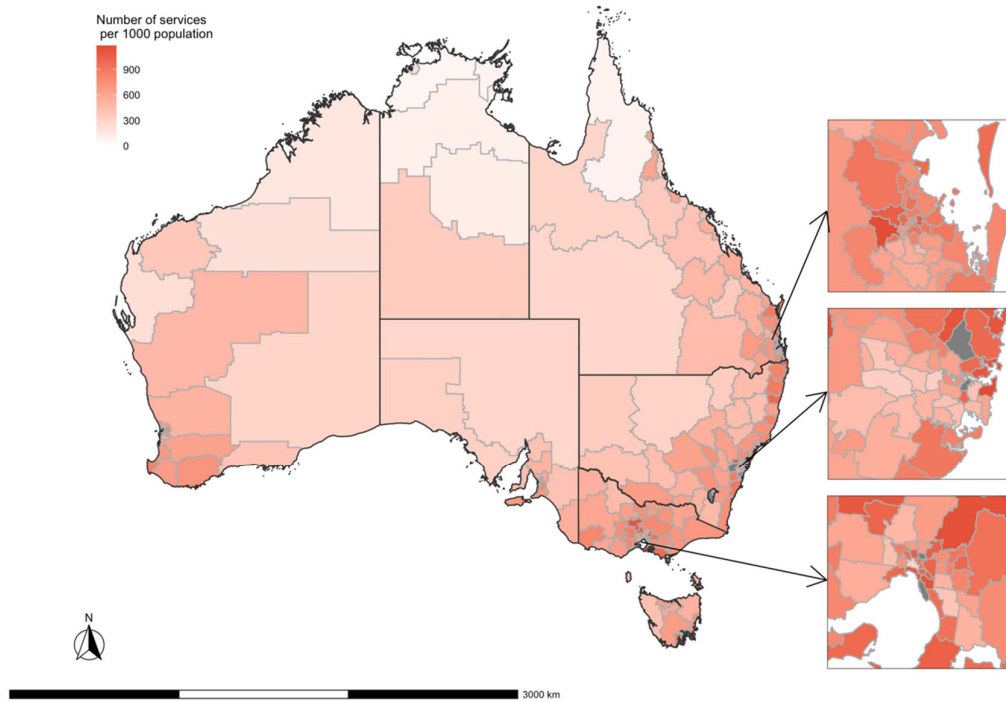 Number of services
per 1000 population
900
600
300
0
N
3000 km